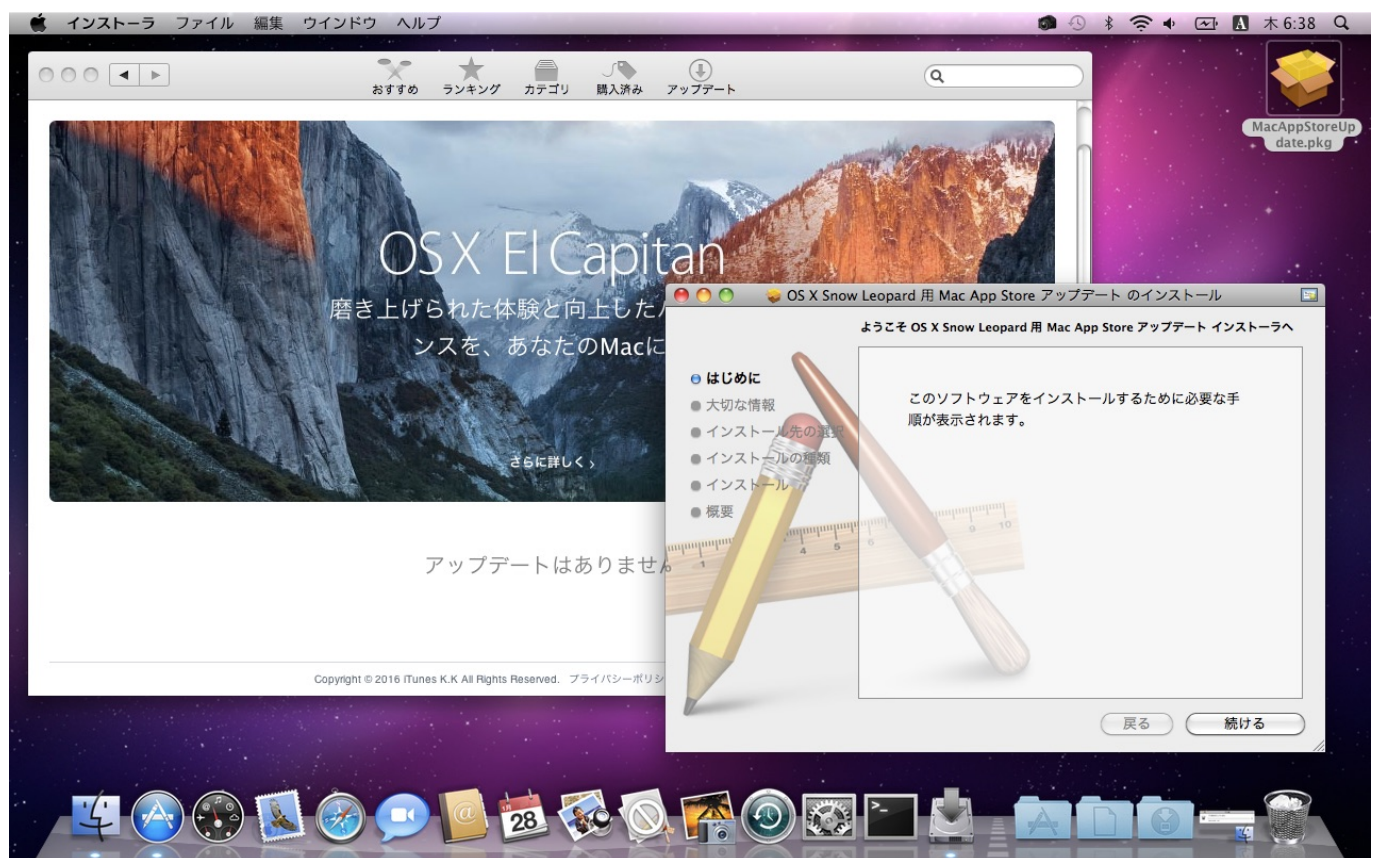 インストーラ ファイル 編集 ウインドウ ヘルプ
A 木 6:38
おすすめ ランキング カテゴリ 購入済み アップデート
MacAppStoreUp
date.pkg
OS X El Capitan
磨き上げられた体験と向上した
ンスを、あなたのMacに
さらに詳しく ›
アップデートはありません
Copyright © 2016 iTunes K.K All Rights Reserved. プライバシーポリシ
OS X Snow Leopard 用 Mac App Store アップデート のインストール
ようこそ OS X Snow Leopard 用 Mac App Store アップデート インストーラへ
はじめに
大切な情報
インストール先の選択
インストールの種類
インストール
概要
このソフトウェアをインストールするために必要な手
順が表示されます。
1 4 5 6 9 10
戻る 続ける
1月
28